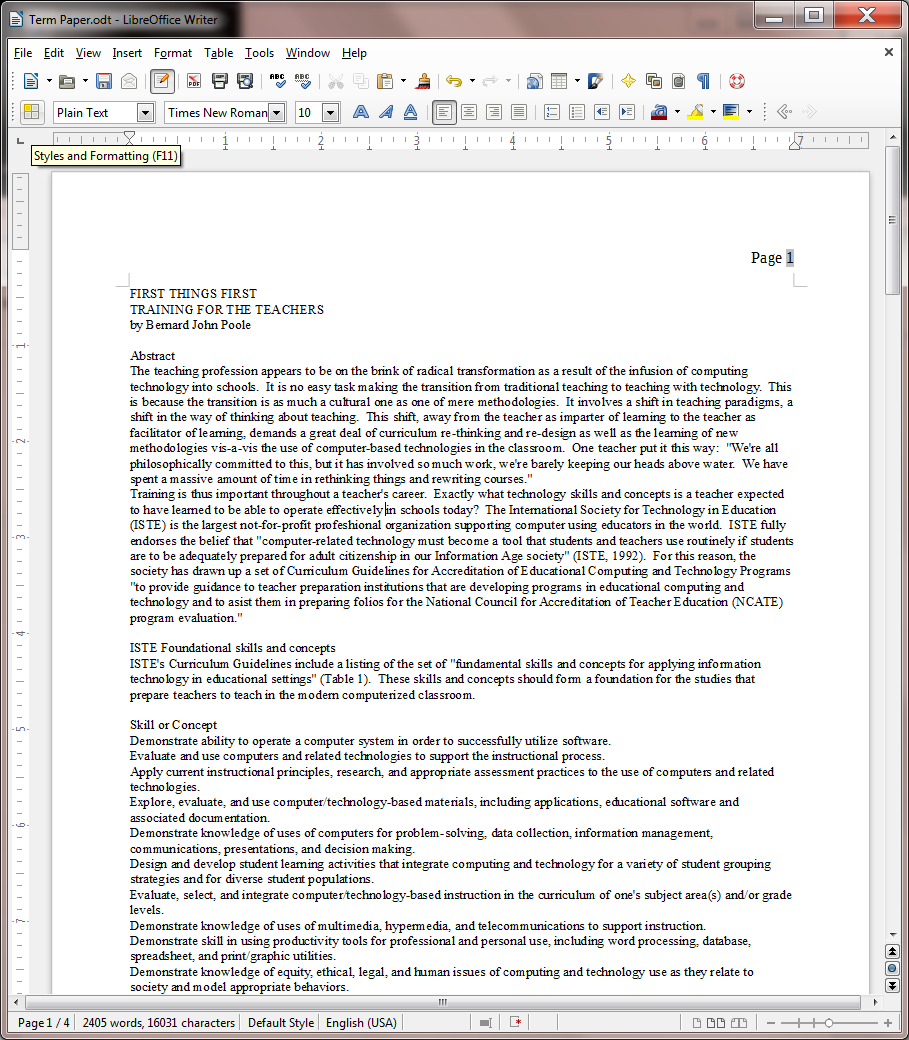 Term Paper.odt - LibreOffice Writer
File Edit View Insert Format Table Tools Window Help
Plain Text Times New Roman 10
1 2 3 4 5 6 7
Styles and Formatting (F11)
Page 1
FIRST THINGS FIRST
TRAINING FOR THE TEACHERS
by Bernard John Poole
Abstract
The teaching profession appears to be on the brink of radical transformation as a result of the infusion of computing
technology into schools.  It is no easy task making the transition from traditional teaching to teaching with technology.  This
is because the transition is as much a cultural one as one of mere methodologies.  It involves a shift in teaching paradigms, a
shift in the way of thinking about teaching.  This shift, away from the teacher as imparter of learning to the teacher as
facilitator of learning, demands a great deal of curriculum re-thinking and re-design as well as the learning of new
methodologies vis-a-vis the use of computer-based technologies in the classroom.  One teacher put it this way:  "We're all
philosophically committed to this, but it has involved so much work, we're barely keeping our heads above water.  We have
spent a massive amount of time in rethinking things and rewriting courses."
Training is thus important throughout a teacher's career.  Exactly what technology skills and concepts is a teacher expected
to have learned to be able to operate effectively in schools today?  The International Society for Technology in Education
(ISTE) is the largest not-for-profit profeshional organization supporting computer using educators in the world.  ISTE fully
endorses the belief that "computer-related technology must become a tool that students and teachers use routinely if students
are to be adequately prepared for adult citizenship in our Information Age society" (ISTE, 1992).  For this reason, the
society has drawn up a set of Curriculum Guidelines for Accreditation of Educational Computing and Technology Programs
"to provide guidance to teacher preparation institutions that are developing programs in educational computing and
technology and to asist them in preparing folios for the National Council for Accreditation of Teacher Education (NCATE)
program evaluation."
ISTE Foundational skills and concepts
ISTE's Curriculum Guidelines include a listing of the set of "fundamental skills and concepts for applying information
technology in educational settings" (Table 1).  These skills and concepts should form a foundation for the studies that
prepare teachers to teach in the modern computerized classroom.
Skill or Concept
Demonstrate ability to operate a computer system in order to successfully utilize software.
Evaluate and use computers and related technologies to support the instructional process.
Apply current instructional principles, research, and appropriate assessment practices to the use of computers and related
technologies.
Explore, evaluate, and use computer/technology-based materials, including applications, educational software and
associated documentation.
Demonstrate knowledge of uses of computers for problem-solving, data collection, information management,
communications, presentations, and decision making.
Design and develop student learning activities that integrate computing and technology for a variety of student grouping
strategies and for diverse student populations.
Evaluate, select, and integrate computer/technology-based instruction in the curriculum of one's subject area(s) and/or grade
levels.
Demonstrate knowledge of uses of multimedia, hypermedia, and telecommunications to support instruction.
Demonstrate skill in using productivity tools for professional and personal use, including word processing, database,
spreadsheet, and print/graphic utilities.
Demonstrate knowledge of equity, ethical, legal, and human issues of computing and technology use as they relate to
society and model appropriate behaviors.
Page 1 / 4 2405 words, 16031 characters Default Style English (USA)